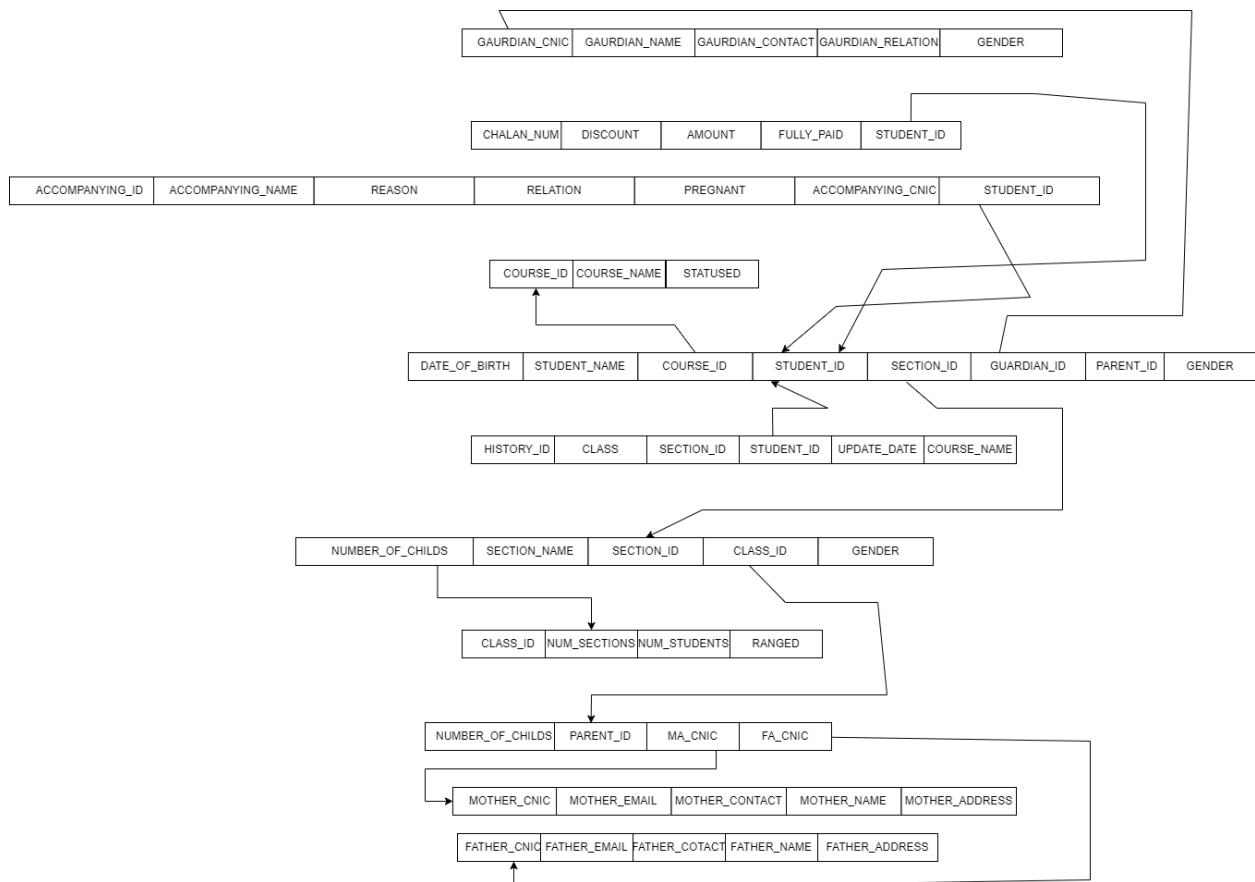 GAURDIAN_CNIC GAURDIAN_NAME GAURDIAN_CONTACT GAURDIAN_RELATION GENDER
CHALAN_NUM DISCOUNT AMOUNT FULLY_PAID STUDENT_ID
ACCOMPANYING_ID ACCOMPANYING_NAME REASON RELATION PREGNANT ACCOMPANYING_CNIC STUDENT_ID
COURSE_ID COURSE_NAME STATUSED
DATE_OF_BIRTH STUDENT_NAME COURSE_ID STUDENT_ID SECTION_ID GUARDIAN_ID PARENT_ID GENDER
HISTORY_ID CLASS SECTION_ID STUDENT_ID UPDATE_DATE COURSE_NAME
NUMBER_OF_CHILDS SECTION_NAME SECTION_ID CLASS_ID GENDER
CLASS_ID NUM_SECTIONS NUM_STUDENTS RANGED
NUMBER_OF_CHILDS PARENT_ID MA_CNIC FA_CNIC
MOTHER_CNIC MOTHER_EMAIL MOTHER_CONTACT MOTHER_NAME MOTHER_ADDRESS
FATHER_CNIC FATHER_EMAIL FATHER_COTACT FATHER_NAME FATHER_ADDRESS